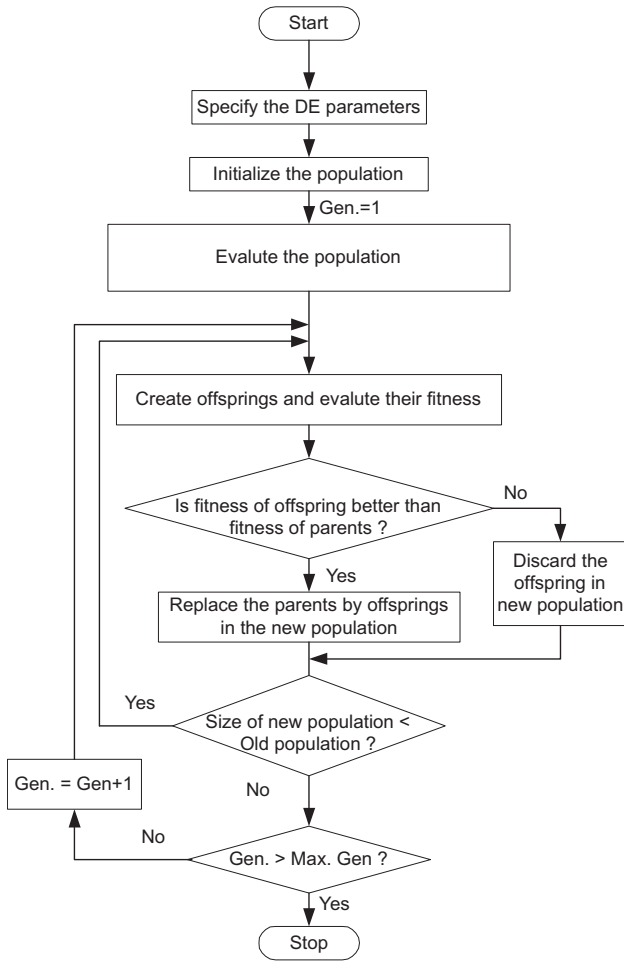 Start
Specify the DE parameters
Initialize the population
Gen.=1
Evalute the population
Create offsprings and evalute their fitness
Is fitness of offspring better than
fitness of parents ?
No
Yes
Discard the
offspring in
new population
Replace the parents by offsprings
in the new population
Yes
Size of new population <
Old population ?
Gen. = Gen+1
No
No
Gen. > Max. Gen ?
Yes
Stop